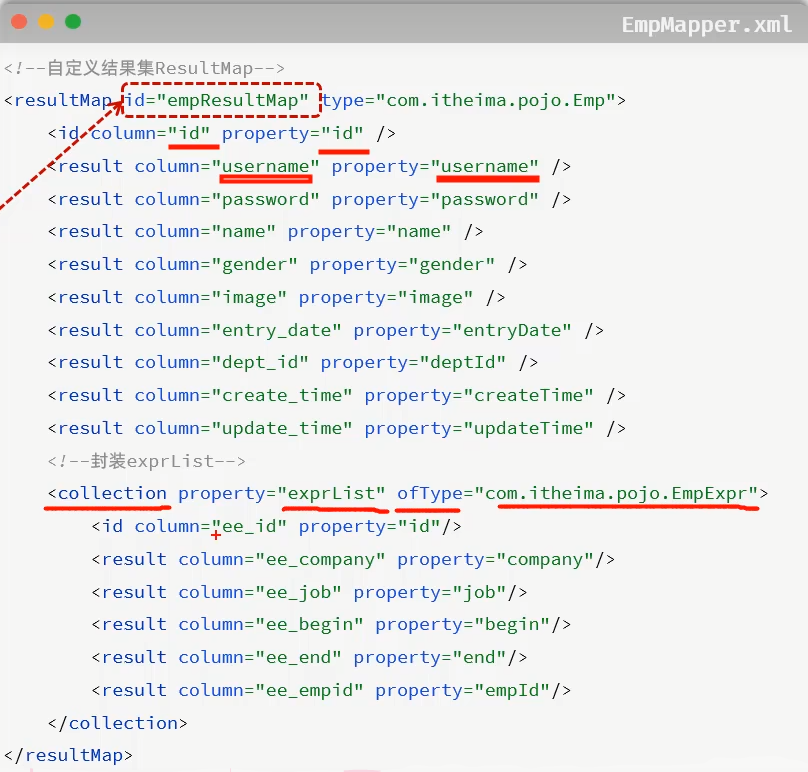 EmpMapper.xml
<!--自定义结果集ResultMap-->
<resultMap id="empResultMap" type="com.itheima.pojo.Emp">
<id column="id" property="id" />
<result column="username" property="username" />
<result column="password" property="password" />
<result column="name" property="name" />
<result column="gender" property="gender" />
<result column="image" property="image" />
<result column="entry_date" property="entryDate" />
<result column="dept_id" property="deptId" />
<result column="create_time" property="createTime" />
<result column="update_time" property="updateTime" />
<!--封装exprList-->
<collection property="exprList" ofType="com.itheima.pojo.EmpExpr">
<id column="ee_id" property="id"/>
<result column="ee_company" property="company"/>
<result column="ee_job" property="job"/>
<result column="ee_begin" property="begin"/>
<result column="ee_end" property="end"/>
<result column="ee_empid" property="empId"/>
</collection>
</resultMap>